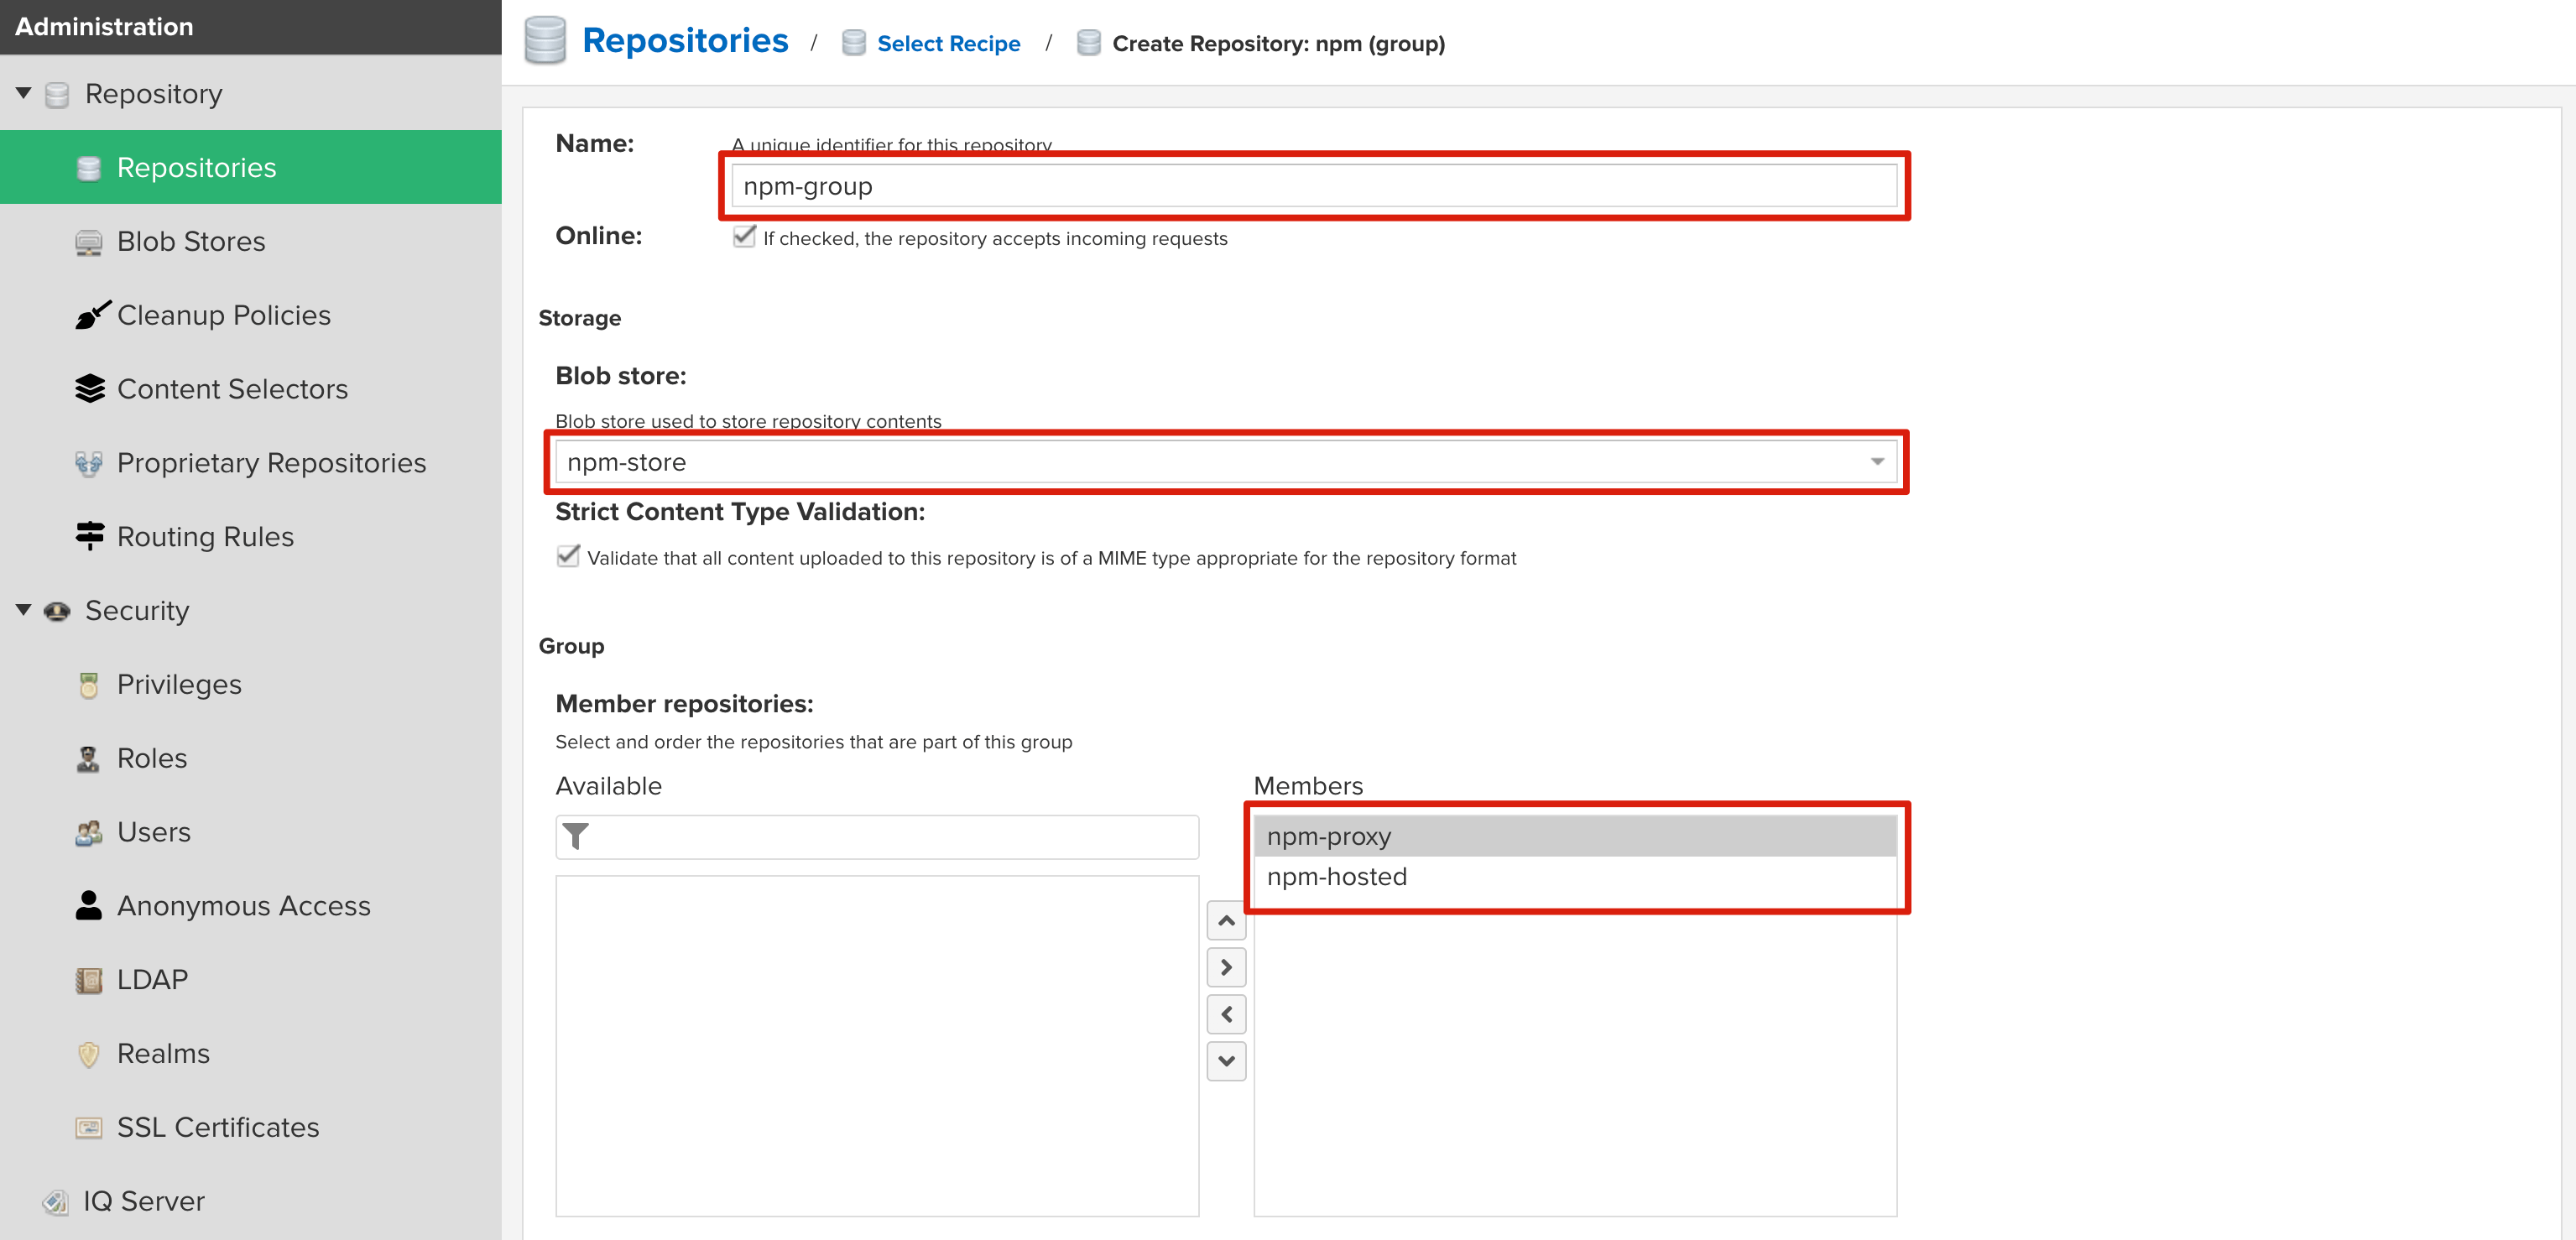 Administration
Repository
Repositories
Blob Stores
Cleanup Policies
Content Selectors
Proprietary Repositories
Routing Rules
Security
Privileges
Roles
Users
Anonymous Access
LDAP
Realms
SSL Certificates
IQ Server
Repositories / Select Recipe / Create Repository: npm (group)
Name: A unique identifier for this repository
npm-group
Online: If checked, the repository accepts incoming requests
Storage
Blob store:
Blob store used to store repository contents
npm-store
Strict Content Type Validation:
Validate that all content uploaded to this repository is of a MIME type appropriate for the repository format
Group
Member repositories:
Select and order the repositories that are part of this group
Available
Members
npm-proxy
npm-hosted